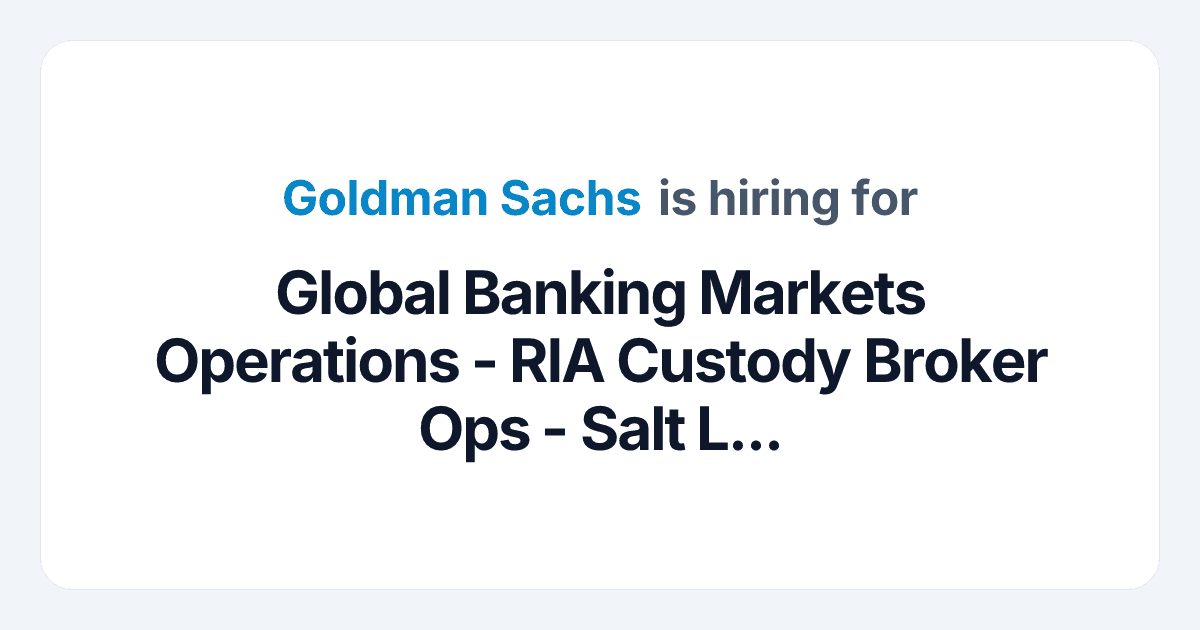 Goldman Sachs is hiring for
Global Banking Markets
Operations - RIA Custody Broker
Ops - Salt L...